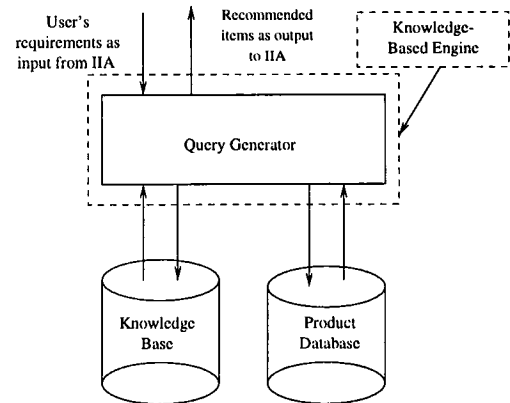 User's
requirements as
input from IIA
Recommended
items as output
to IIA
Knowledge-
Based Engine
Query Generator
Knowledge
Base
Product
Database